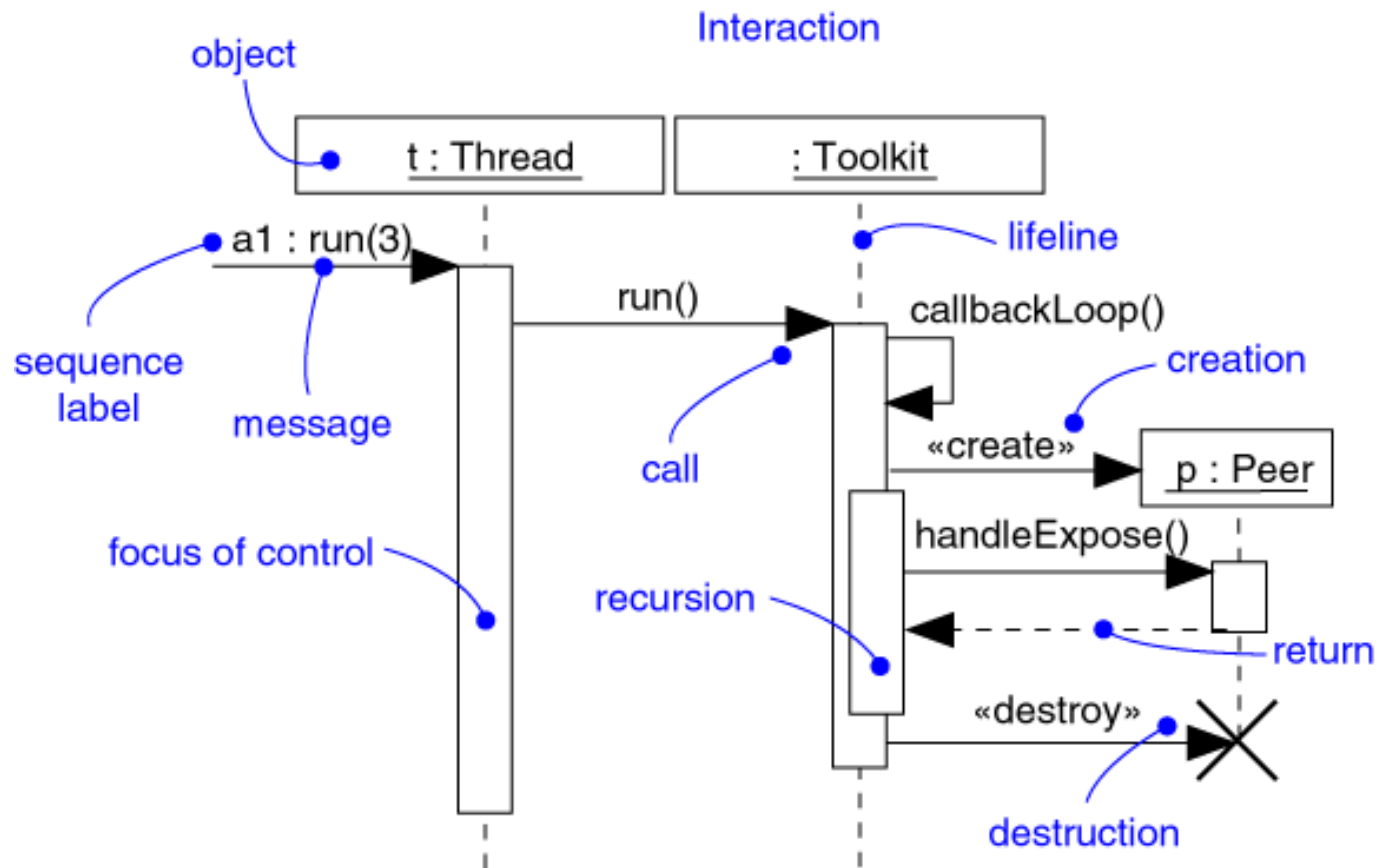 Interaction
object
t : Thread
: Toolkit
a1 : run(3)
lifeline
run()
callbackLoop()
sequence
label
message
call
creation
«create»
p : Peer
focus of control
handleExpose()
recursion
return
«destroy»
destruction